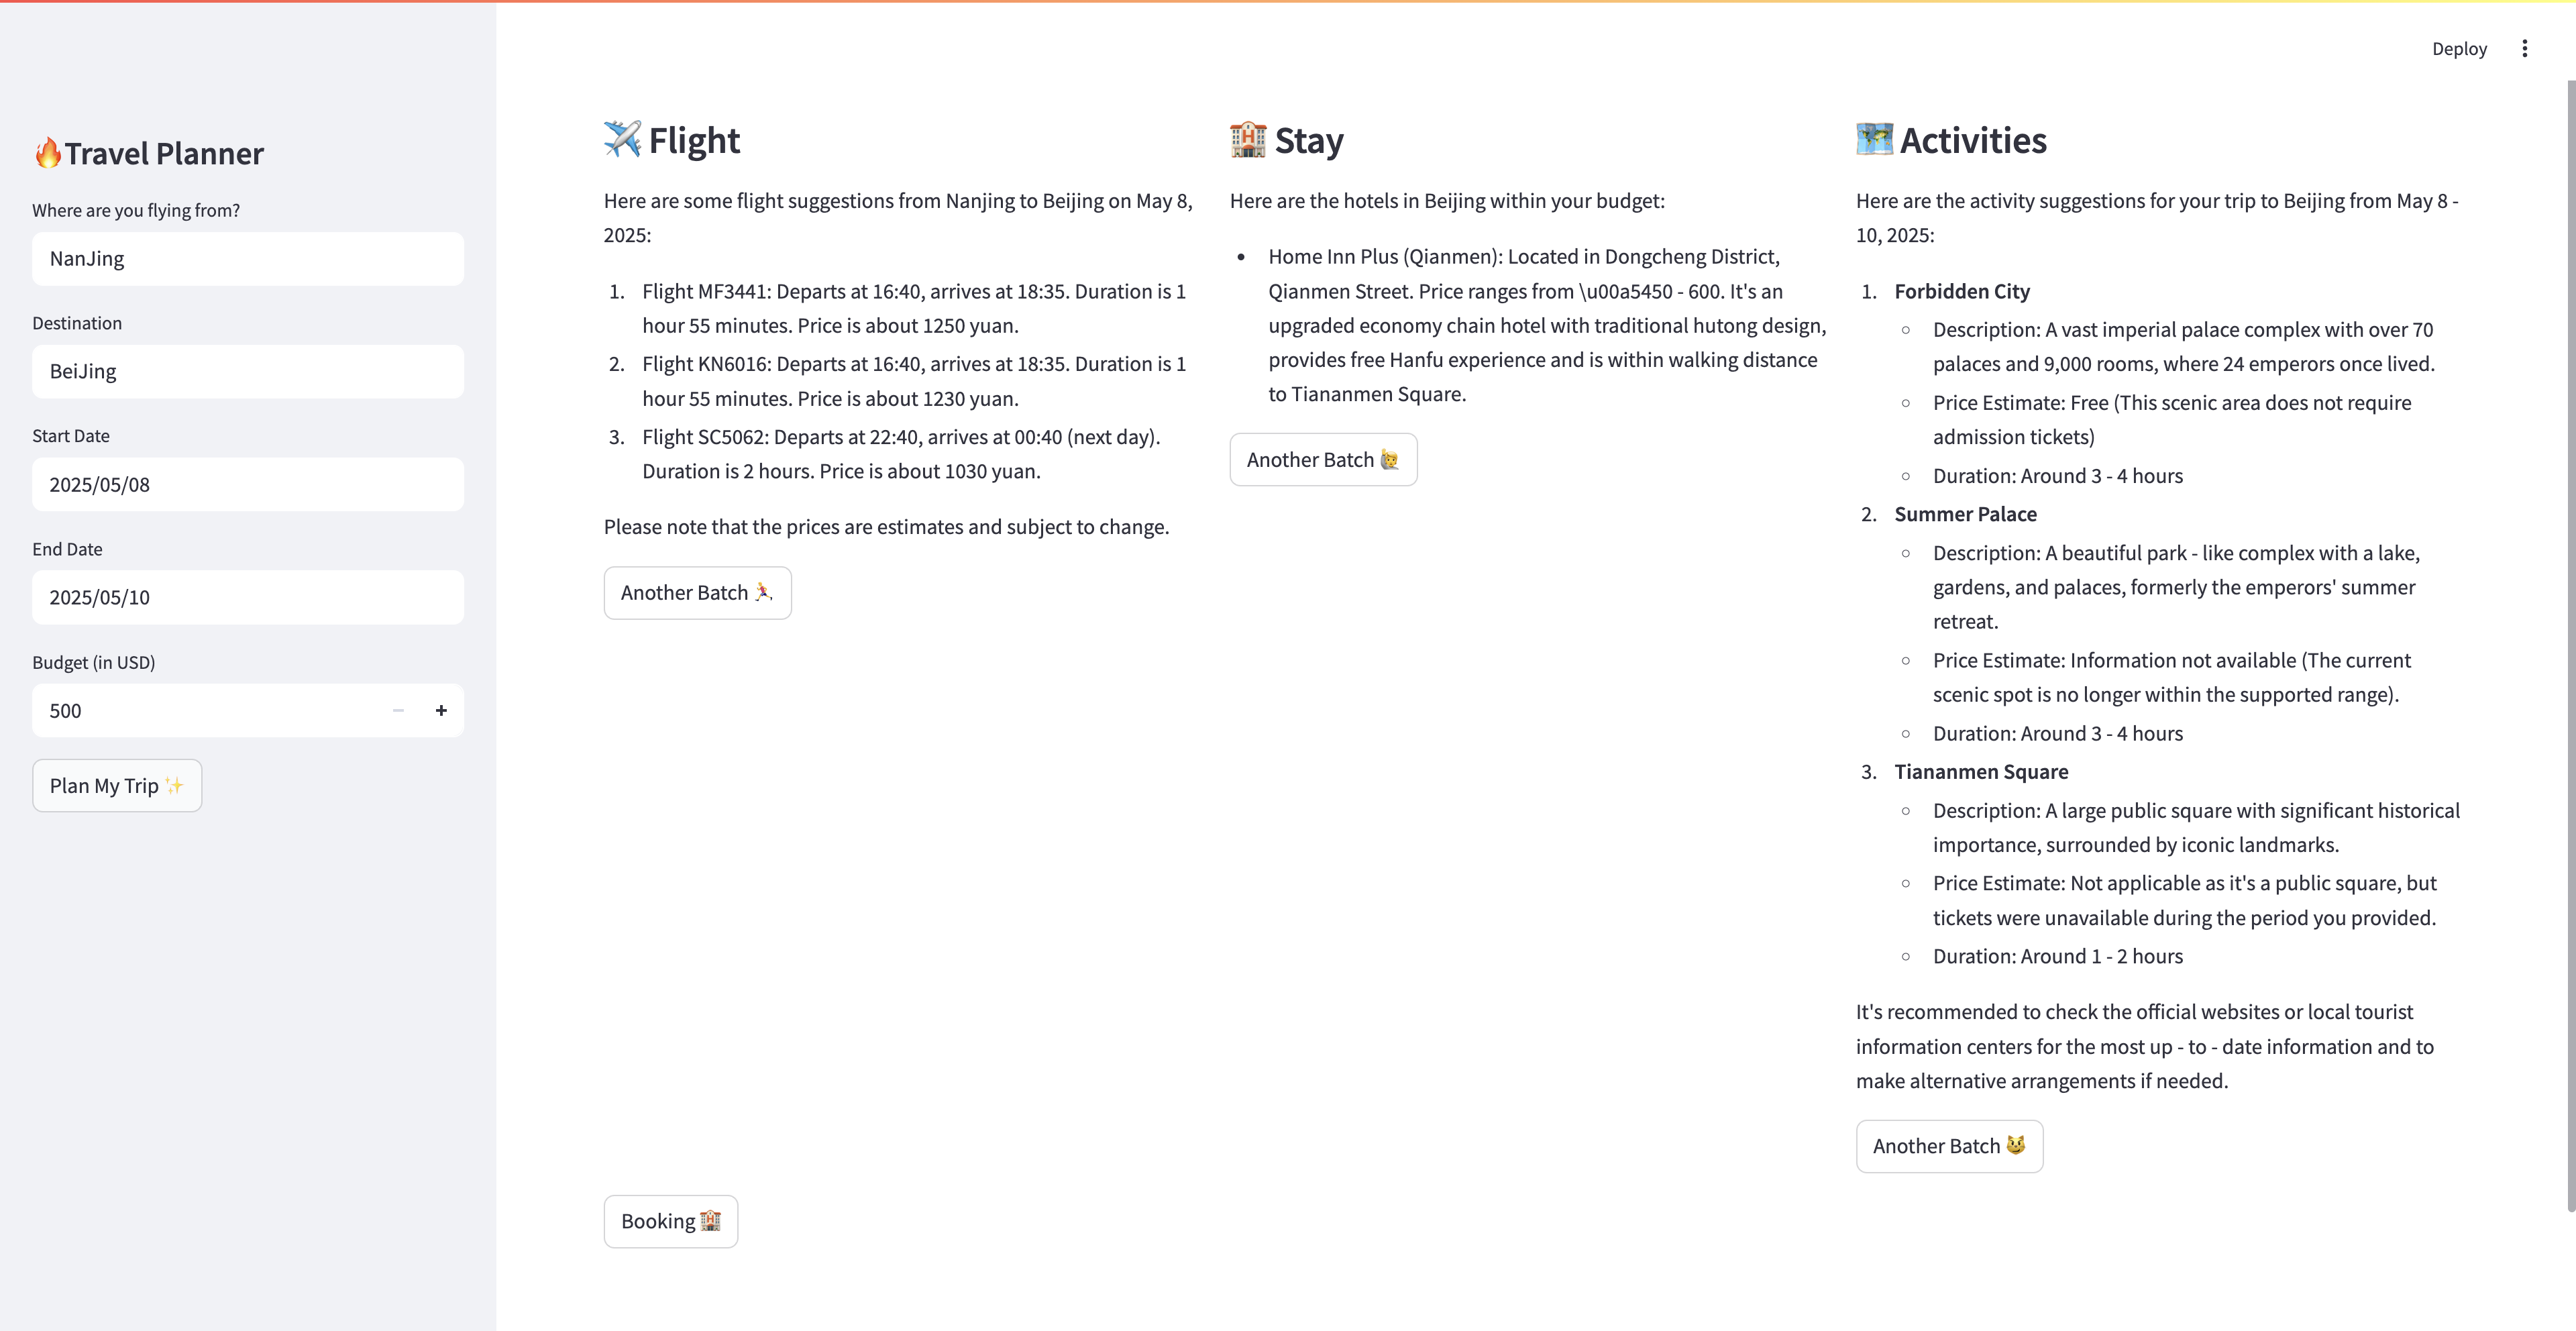 Deploy
🔥Travel Planner
Where are you flying from?
NanJing
Destination
BeiJing
Start Date
2025/05/08
End Date
2025/05/10
Budget (in USD)
500
Plan My Trip ✨
✈️ Flight
Here are some flight suggestions from Nanjing to Beijing on May 8,
2025:
1. Flight MF3441: Departs at 16:40, arrives at 18:35. Duration is 1
hour 55 minutes. Price is about 1250 yuan.
2. Flight KN6016: Departs at 16:40, arrives at 18:35. Duration is 1
hour 55 minutes. Price is about 1230 yuan.
3. Flight SC5062: Departs at 22:40, arrives at 00:40 (next day).
Duration is 2 hours. Price is about 1030 yuan.
Please note that the prices are estimates and subject to change.
Another Batch 🏃
🏨 Stay
Here are the hotels in Beijing within your budget:
• Home Inn Plus (Qianmen): Located in Dongcheng District,
Qianmen Street. Price ranges from \u00a5450 - 600. It's an
upgraded economy chain hotel with traditional hutong design,
provides free Hanfu experience and is within walking distance
to Tiananmen Square.
Another Batch 🙋
🗺️ Activities
Here are the activity suggestions for your trip to Beijing from May 8 -
10, 2025:
1. Forbidden City
○ Description: A vast imperial palace complex with over 70
palaces and 9,000 rooms, where 24 emperors once lived.
○ Price Estimate: Free (This scenic area does not require
admission tickets)
○ Duration: Around 3 - 4 hours
2. Summer Palace
○ Description: A beautiful park - like complex with a lake,
gardens, and palaces, formerly the emperors' summer
retreat.
○ Price Estimate: Information not available (The current
scenic spot is no longer within the supported range).
○ Duration: Around 3 - 4 hours
3. Tiananmen Square
○ Description: A large public square with significant historical
importance, surrounded by iconic landmarks.
○ Price Estimate: Not applicable as it's a public square, but
tickets were unavailable during the period you provided.
○ Duration: Around 1 - 2 hours
It's recommended to check the official websites or local tourist
information centers for the most up - to - date information and to
make alternative arrangements if needed.
Another Batch 😼
Booking 🏨